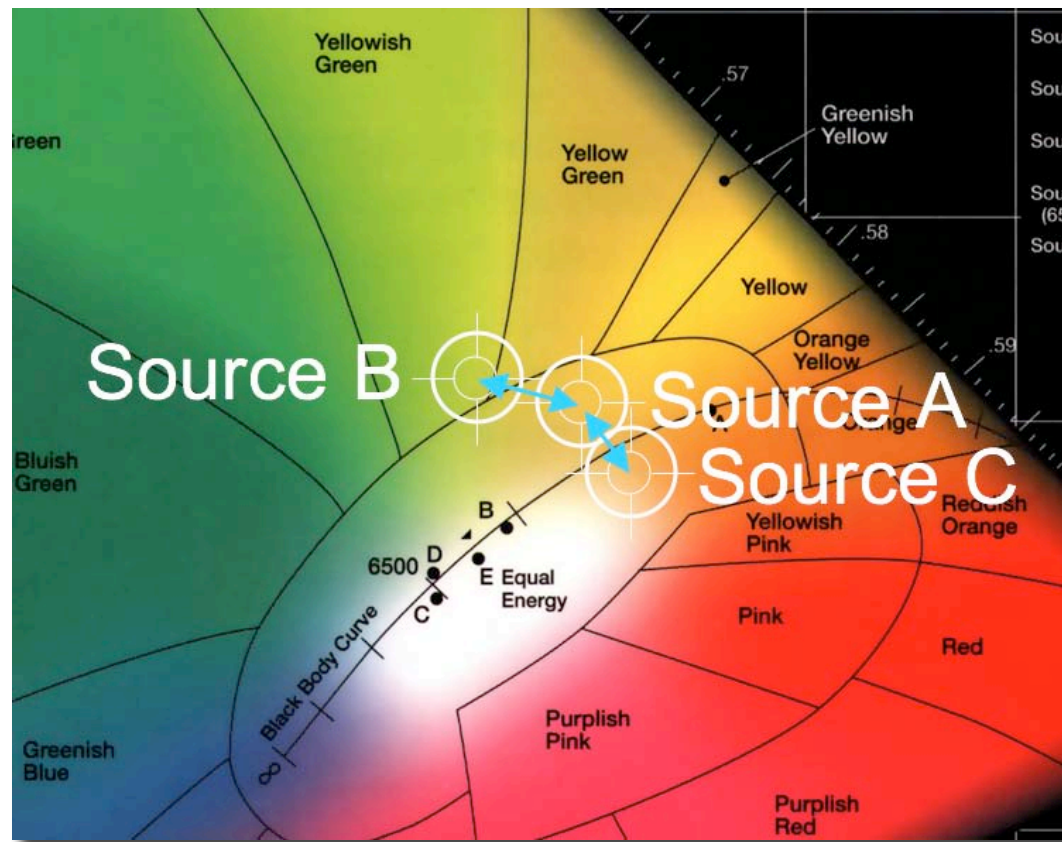 Yellowish
Green
.57
Greenish
Yellow
Yellow
Green
.58
Yellow
Orange
Yellow
.59
Source B
Source A
A
Orange
Source C
Bluish
Green
B
Yellowish
Pink
Reddish
Orange
D
6500
E Equal
Energy
C
Black Body Curve
∞
Pink
Red
Purplish
Pink
Greenish
Blue
Purplish
Red